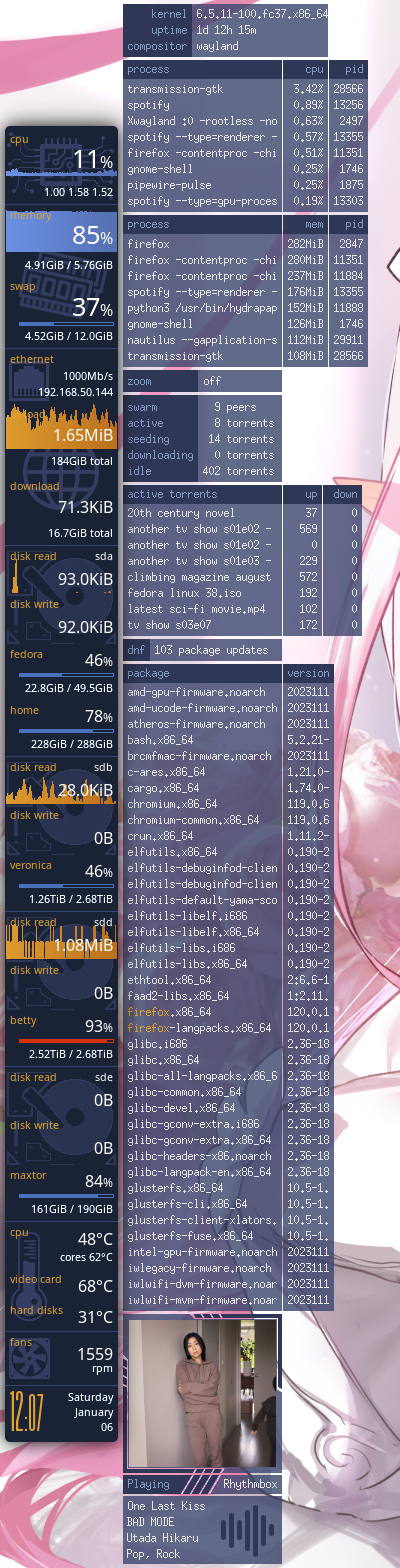 kernel 6.5.11-100.fc37.x86_64
uptime 1d 12h 15m
compositor wayland
process cpu pid
transmission-gtk 3.42% 28566
spotify 0.89% 13256
Xwayland :0 -rootless -no 0.63% 2497
spotify --type=renderer - 0.57% 13355
firefox -contentproc -chi 0.51% 11351
gnome-shell 0.25% 1746
pipewire-pulse 0.25% 1875
spotify --type=gpu-proces 0.19% 13303
process mem pid
firefox 282MiB 2847
firefox -contentproc -chi 280MiB 11351
firefox -contentproc -chi 237MiB 11884
spotify --type=renderer - 176MiB 13355
python3 /usr/bin/hydrapap 152MiB 11888
gnome-shell 126MiB 1746
nautilus --gapplication-s 112MiB 29911
transmission-gtk 108MiB 28566
zoom off
swarm 9 peers
active 8 torrents
seeding 14 torrents
downloading 0 torrents
idle 402 torrents
active torrents up down
20th century novel 37 0
another tv show s01e02 - 569 0
another tv show s01e02 - 0 0
another tv show s01e03 - 229 0
climbing magazine august 572 0
fedora linux 38.iso 192 0
latest sci-fi movie.mp4 102 0
tv show s03e07 172 0
dnf 103 package updates
package version
amd-gpu-firmware.noarch 2023111
amd-ucode-firmware.noarch 2023111
atheros-firmware.noarch 2023111
bash.x86_64 5.2.21-
brcmfmac-firmware.noarch 2023111
c-ares.x86_64 1.21.0-
cargo.x86_64 1.74.0-
chromium.x86_64 119.0.6
chromium-common.x86_64 119.0.6
crun.x86_64 1.11.2-
elfutils.x86_64 0.190-2
elfutils-debuginfod-clien 0.190-2
elfutils-debuginfod-clien 0.190-2
elfutils-default-yama-sco 0.190-2
elfutils-libelf.i686 0.190-2
elfutils-libelf.x86_64 0.190-2
elfutils-libs.i686 0.190-2
elfutils-libs.x86_64 0.190-2
ethtool.x86_64 2:6.6-1
faad2-libs.x86_64 1:2.11.
firefox.x86_64 120.0.1
firefox-langpacks.x86_64 120.0.1
glibc.i686 2.36-18
glibc.x86_64 2.36-18
glibc-all-langpacks.x86_6 2.36-18
glibc-common.x86_64 2.36-18
glibc-devel.x86_64 2.36-18
glibc-gconv-extra.i686 2.36-18
glibc-gconv-extra.x86_64 2.36-18
glibc-headers-x86.noarch 2.36-18
glibc-langpack-en.x86_64 2.36-18
glusterfs.x86_64 10.5-1.
glusterfs-cli.x86_64 10.5-1.
glusterfs-client-xlators. 10.5-1.
glusterfs-fuse.x86_64 10.5-1.
intel-gpu-firmware.noarch 2023111
iwlegacy-firmware.noarch 2023111
iwlwifi-dvm-firmware.noar 2023111
iwlwifi-mvm-firmware.noar 2023111
Playing Rhythmbox
One Last Kiss
BAD MODE
Utada Hikaru
Pop, Rock
cpu
11%
1.00 1.58 1.52
memory
85%
4.91GiB / 5.76GiB
swap
37%
4.52GiB / 12.0GiB
ethernet
1000Mb/s
192.168.50.144
1.65MiB
184GiB total
download
71.3KiB
16.7GiB total
disk read sda
93.0KiB
disk write
92.0KiB
fedora 46%
22.8GiB / 49.5GiB
home 78%
228GiB / 288GiB
disk read sdb
28.0KiB
disk write
0B
veronica 46%
1.26TiB / 2.68TiB
disk read sdd
1.08MiB
disk write
0B
betty 93%
2.52TiB / 2.68TiB
disk read sde
0B
disk write
0B
maxtor 84%
161GiB / 190GiB
cpu 48°C
cores 62°C
video card 68°C
hard disks 31°C
fans
1559
rpm
12:07
Saturday
January
06